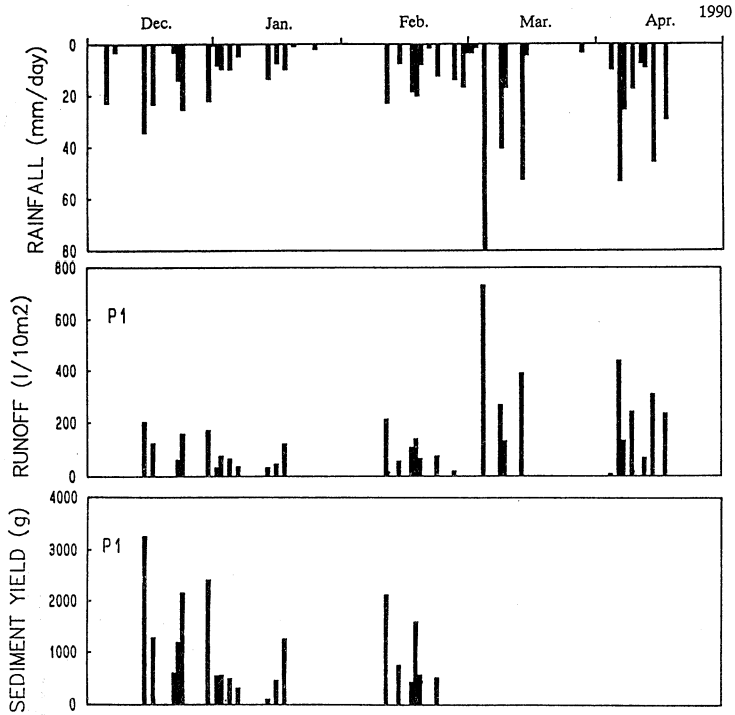 1990
Dec. Jan. Feb. Mar. Apr.
RAINFALL (mm/day)
0
20
40
60
80
RUNOFF (l/10m2)
800
600
400
200
0
P1
SEDIMENT YIELD (g)
4000
3000
2000
1000
0
P1